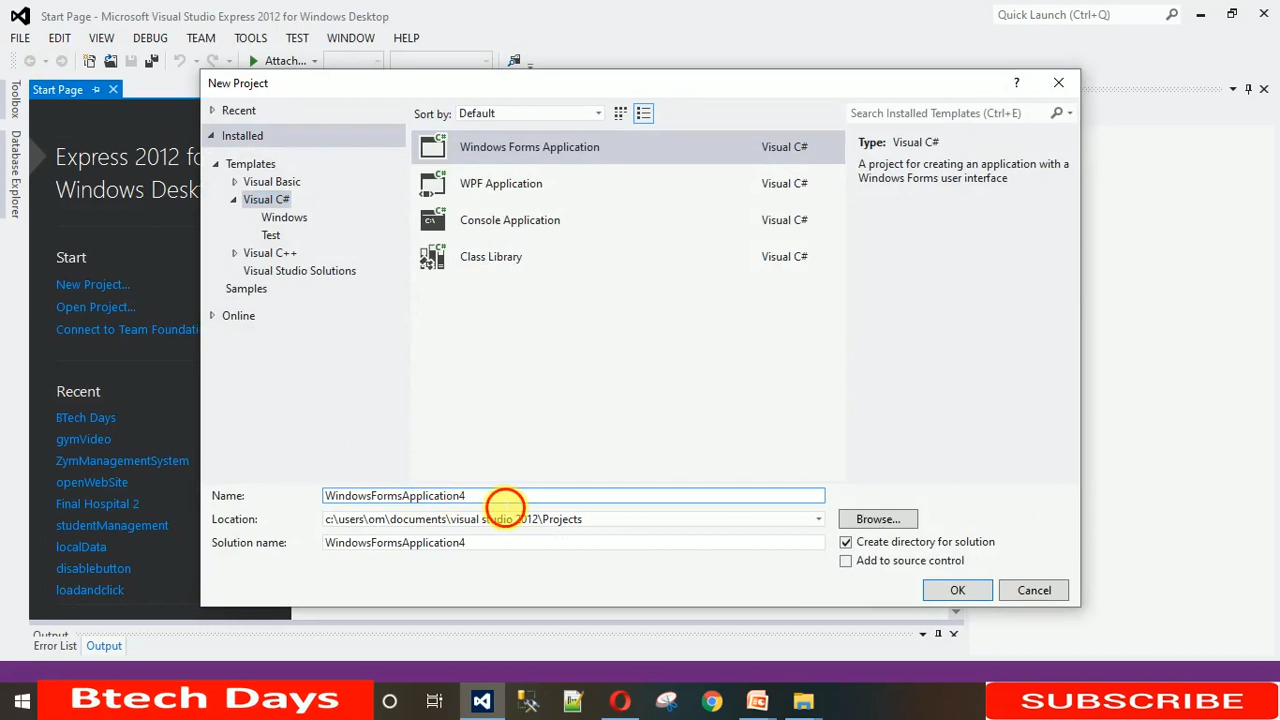 Start Page - Microsoft Visual Studio Express 2012 for Windows Desktop
Quick Launch (Ctrl+Q)
FILE EDIT VIEW DEBUG TEAM TOOLS TEST WINDOW HELP
Attach...
Toolbox
Database Explorer
Start Page
Express 2012 fo
Windows Desk
Start
New Project...
Open Project...
Connect to Team Foundati
Recent
BTech Days
gymVideo
ZymManagementSystem
openWebSite
Final Hospital 2
studentManagement
localData
disablebutton
loadandclick
New Project
?
Recent
Installed
Templates
Visual Basic
Visual C#
Windows
Test
Visual C++
Visual Studio Solutions
Samples
Online
Sort by: Default
Search Installed Templates (Ctrl+E)
Windows Forms Application Visual C#
WPF Application Visual C#
Console Application Visual C#
Class Library Visual C#
Type: Visual C#
A project for creating an application with a
Windows Forms user interface
Name: WindowsFormsApplication4
Location: c:\users\om\documents\visual studio 2012\Projects
Browse...
Solution name: WindowsFormsApplication4
Create directory for solution
Add to source control
OK Cancel
Output
Error List Output
Btech Days
SUBSCRIBE